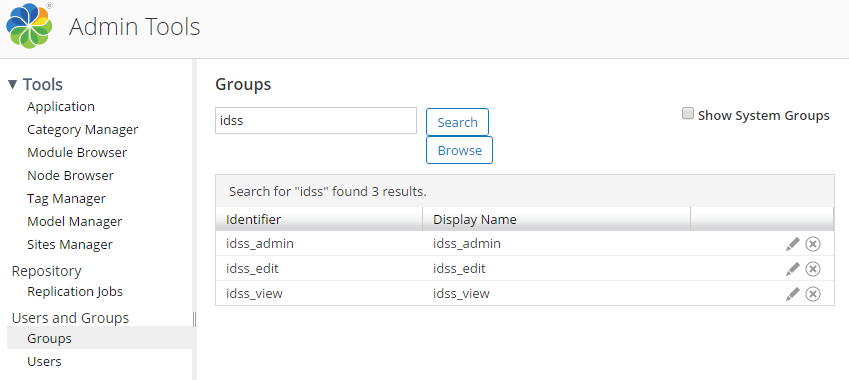 Admin Tools
▼ Tools
Application
Category Manager
Module Browser
Node Browser
Tag Manager
Model Manager
Sites Manager
Repository
Replication Jobs
Users and Groups
Groups
Users
Groups
idss
Search
Browse
Show System Groups
Search for "idss" found 3 results.
Identifier Display Name
idss_admin idss_admin
idss_edit idss_edit
idss_view idss_view